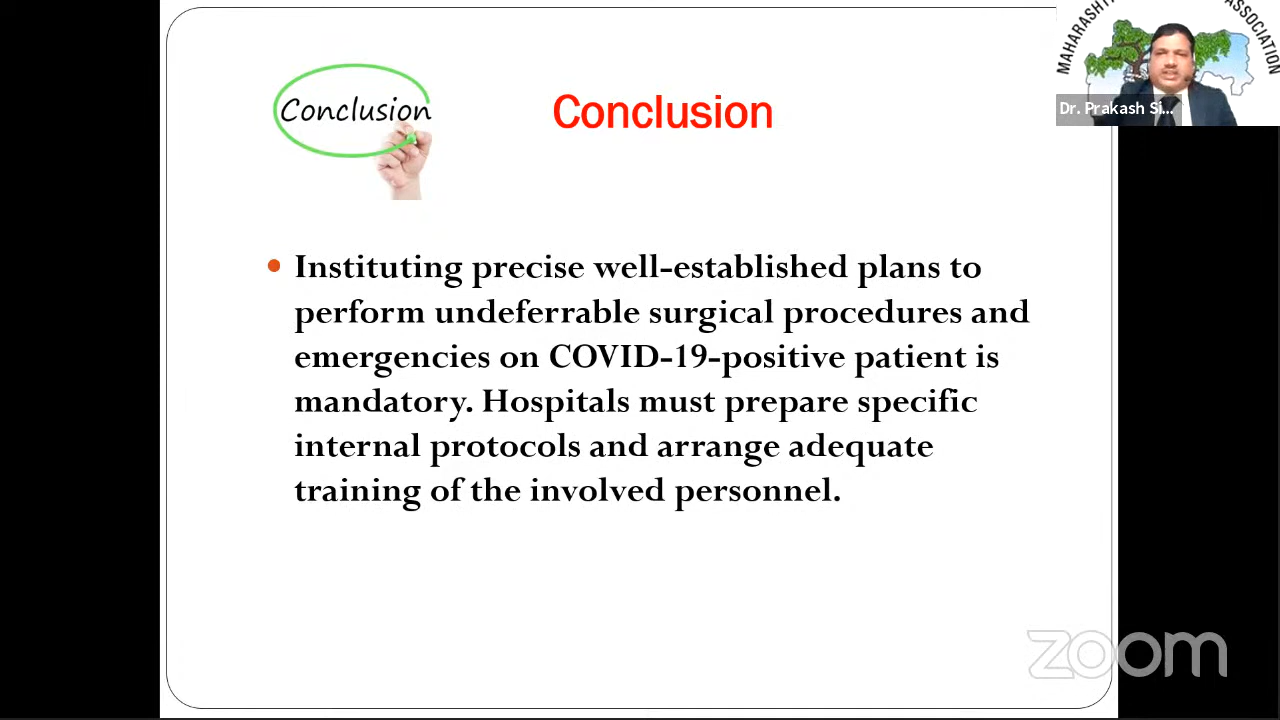 Conclusion
Conclusion
MAHARASHT
ASSOCIATION
Dr. Prakash Si...
• Instituting precise well-established plans to
perform undeferrable surgical procedures and
emergencies on COVID-19-positive patient is
mandatory. Hospitals must prepare specific
internal protocols and arrange adequate
training of the involved personnel.
zoom